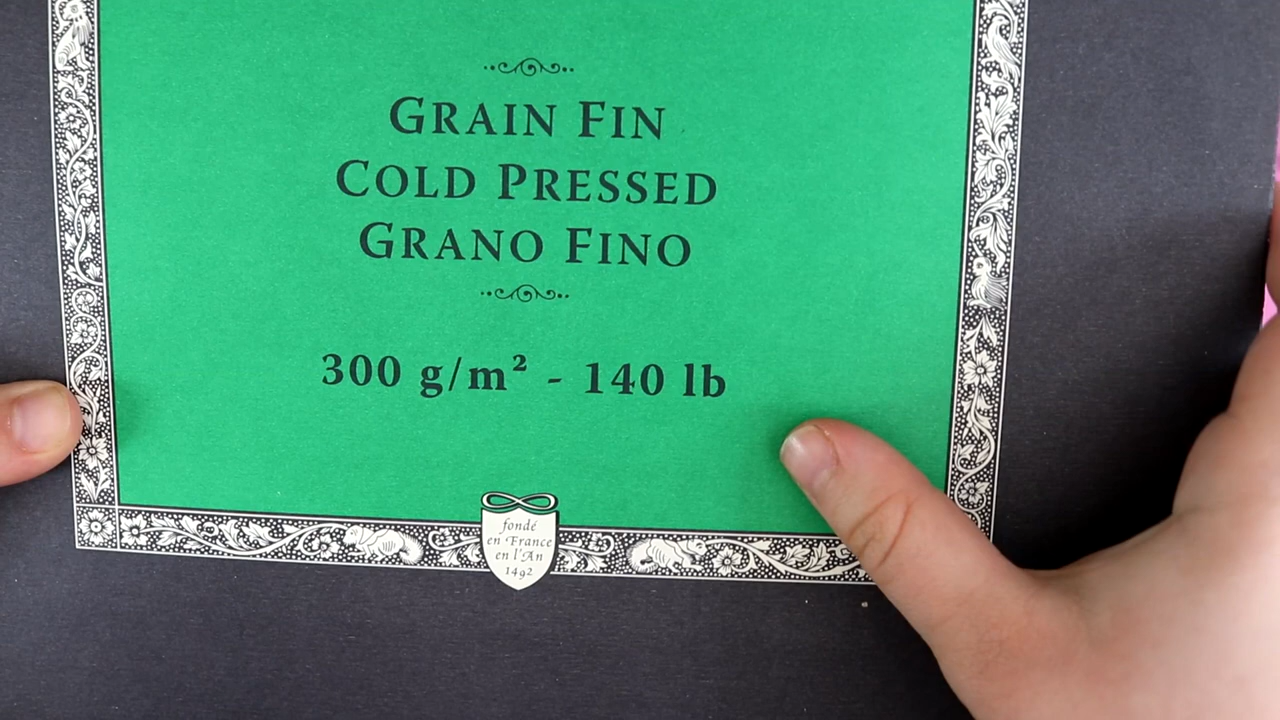 GRAIN FIN
COLD PRESSED
GRANO FINO
300 g/m² - 140 lb
fondé
en France
en l'An
1492